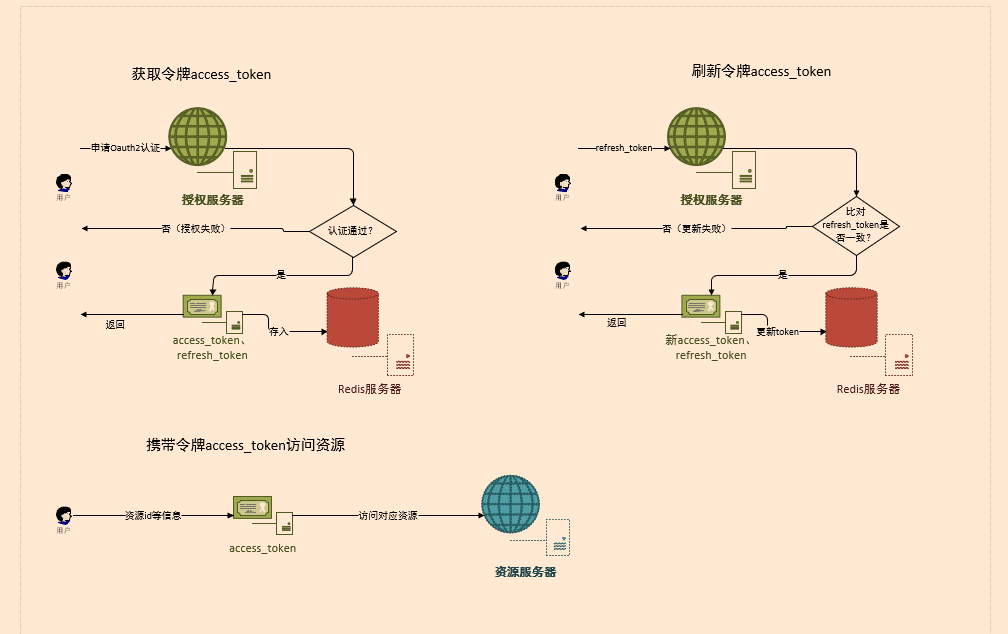 获取令牌access_token
申请Oauth2认证
授权服务器
用户
认证通过?
否（授权失败）
是
用户
返回
access_token、
refresh_token
存入
Redis服务器
刷新令牌access_token
refresh_token
授权服务器
用户
比对
refresh_token是
否一致?
否（更新失败）
是
用户
返回
新access_token、
refresh_token
更新token
Redis服务器
携带令牌access_token访问资源
用户
资源id等信息
access_token
访问对应资源
资源服务器